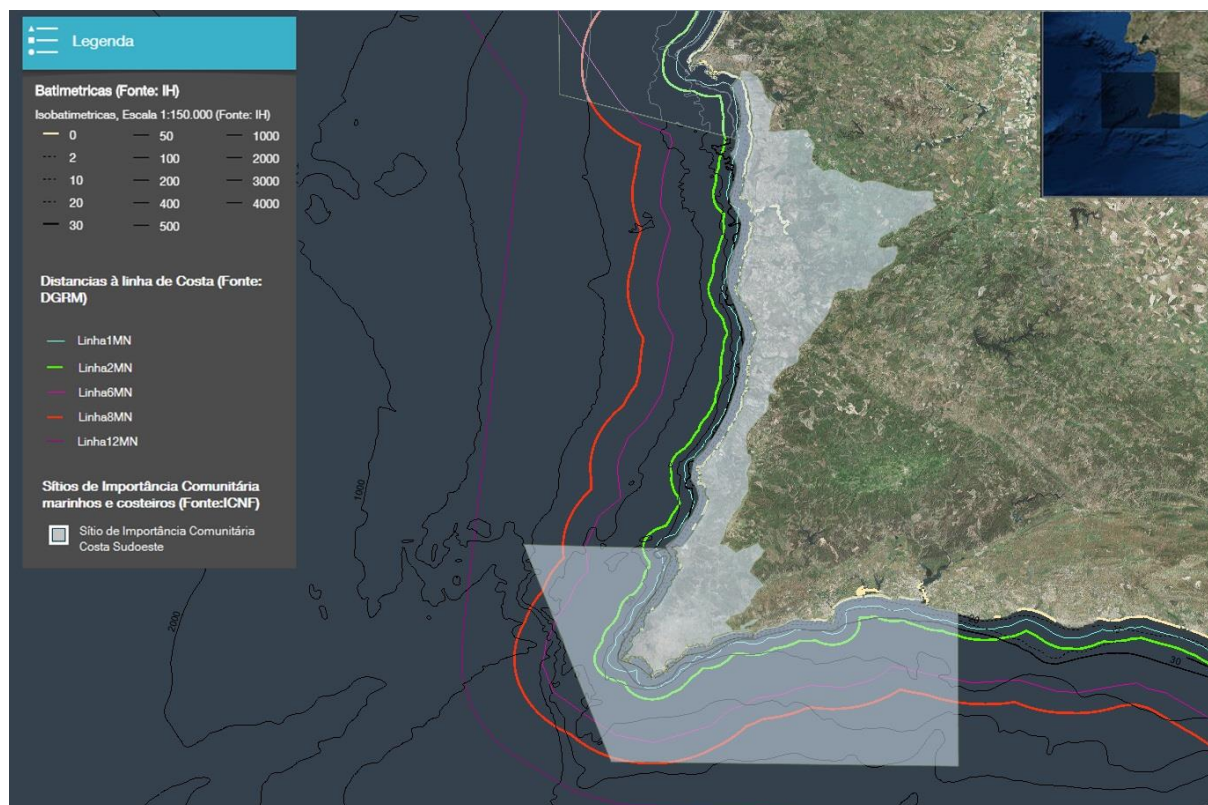 Legenda
Batimetricas (Fonte: IH)
Isobatimetricas, Escala 1:150.000 (Fonte: IH)
0 50 1000
2 100 2000
10 200 3000
20 400 4000
30 500
Distancias à linha de Costa (Fonte:
DGRM)
Linha1MN
Linha2MN
Linha6MN
Linha8MN
Linha12MN
Sítios de Importância Comunitária
marinhos e costeiros (Fonte:ICNF)
Sítio de Importância Comunitária
Costa Sudoeste
1000
2000
30